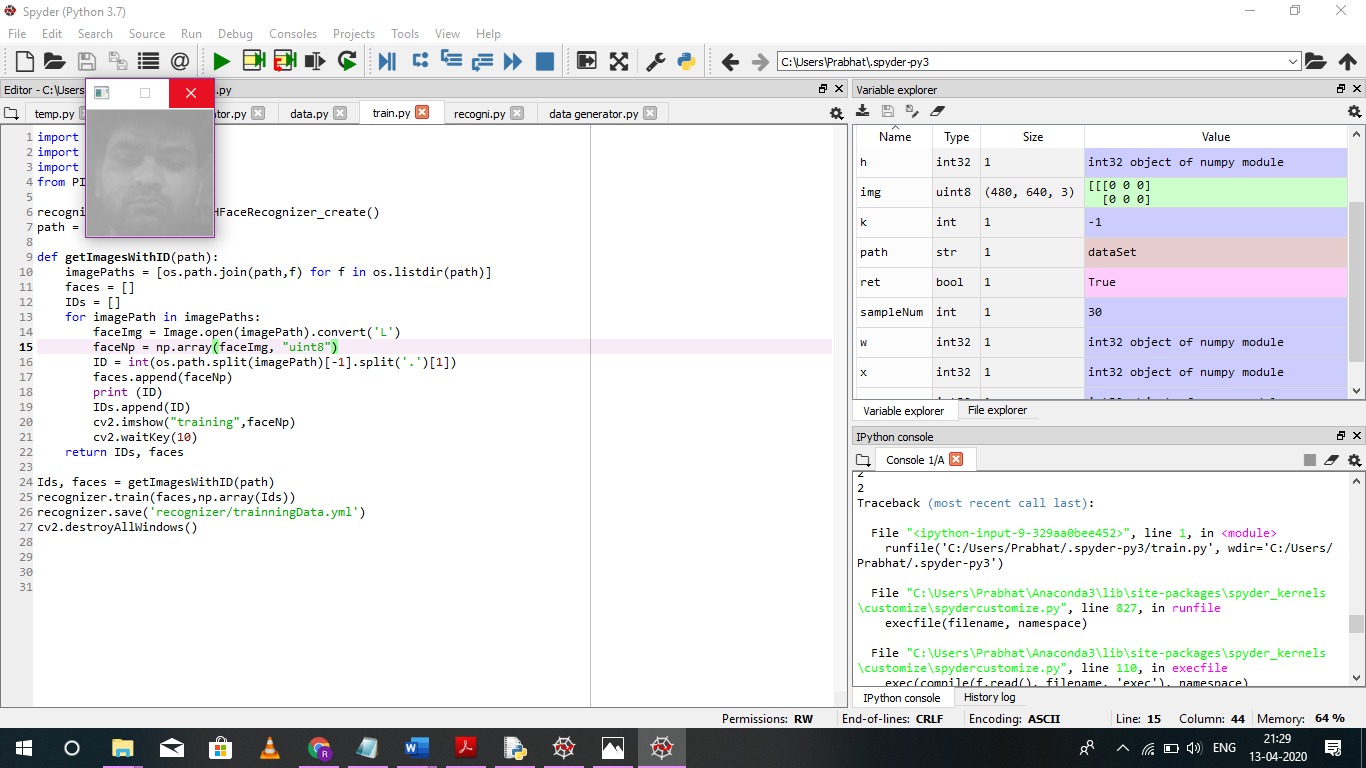 Spyder (Python 3.7)
File Edit Search Source Run Debug Consoles Projects Tools View Help
C:\Users\Prabhat\.spyder-py3
Editor - C:\Users .py
temp.py tor.py data.py train.py recogni.py data generator.py
1 import
2 import
3 import
4 from PI
5
6 recogni HFaceRecognizer_create()
7 path =
8
9 def getImagesWithID(path):
10 imagePaths = [os.path.join(path,f) for f in os.listdir(path)]
11 faces = []
12 IDs = []
13 for imagePath in imagePaths:
14 faceImg = Image.open(imagePath).convert('L')
15 faceNp = np.array(faceImg, "uint8")
16 ID = int(os.path.split(imagePath)[-1].split('.')[1])
17 faces.append(faceNp)
18 print (ID)
19 IDs.append(ID)
20 cv2.imshow("training",faceNp)
21 cv2.waitKey(10)
22 return IDs, faces
23
24 Ids, faces = getImagesWithID(path)
25 recognizer.train(faces,np.array(Ids))
26 recognizer.save('recognizer/trainningData.yml')
27 cv2.destroyAllWindows()
28
29
30
31
Variable explorer
Name Type Size Value
h int32 1 int32 object of numpy module
img uint8 (480, 640, 3) [[[0 0 0]
[0 0 0]
k int 1 -1
path str 1 dataSet
ret bool 1 True
sampleNum int 1 30
w int32 1 int32 object of numpy module
x int32 1 int32 object of numpy module
Variable explorer File explorer
IPython console
Console 1/A
2
2
Traceback (most recent call last):
File "<ipython-input-9-329aa0bee452>", line 1, in <module>
runfile('C:/Users/Prabhat/.spyder-py3/train.py', wdir='C:/Users/
Prabhat/.spyder-py3')
File "C:\Users\Prabhat\Anaconda3\lib\site-packages\spyder_kernels
\customize\spydercustomize.py", line 827, in runfile
execfile(filename, namespace)
File "C:\Users\Prabhat\Anaconda3\lib\site-packages\spyder_kernels
\customize\spydercustomize.py", line 110, in execfile
exec(compile(f.read(), filename, 'exec'), namespace)
IPython console History log
Permissions: RW End-of-lines: CRLF Encoding: ASCII Line: 15 Column: 44 Memory: 64 %
ENG
21:29
13-04-2020